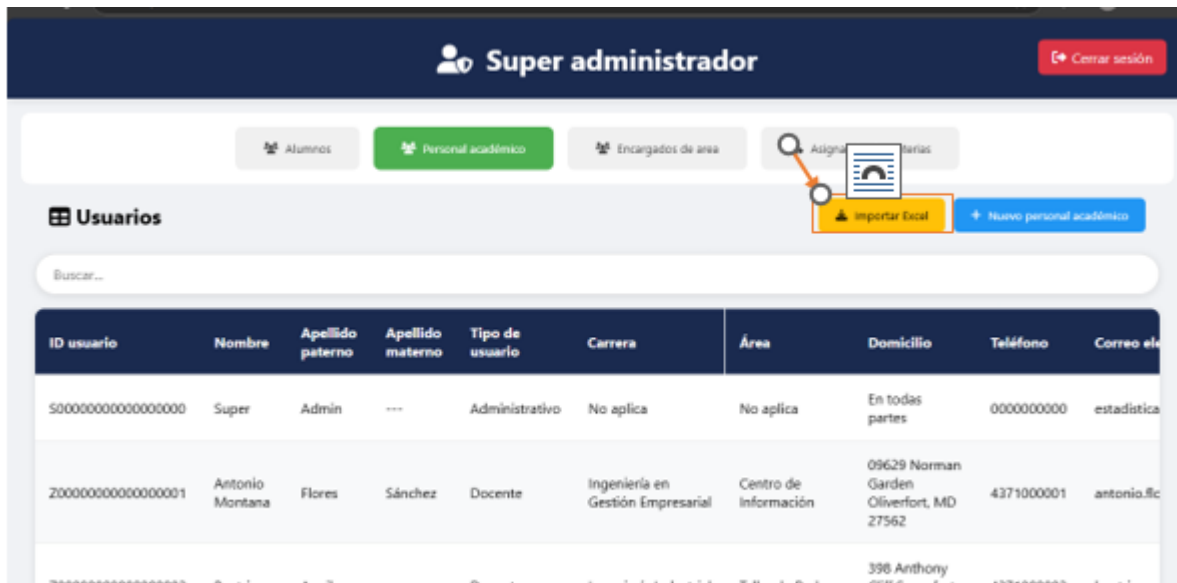 Super administrador
Cerrar sesión
Alumnos
Personal académico
Encargados de area
Usuarios
Importar Excel
+ Nuevo personal académico
Buscar...
ID usuario Nombre Apellido paterno Apellido materno Tipo de usuario Carrera Área Domicilio Teléfono Correo
Super Admin --- Administrativo No aplica No aplica En todas partes 0000000000 estadistica
Antonio Montana Flores Sánchez Docente Ingeniería en Gestión Empresarial Centro de Información 09629 Norman Garden Oliverfort, MD 27562 4371000001
398 Anthony